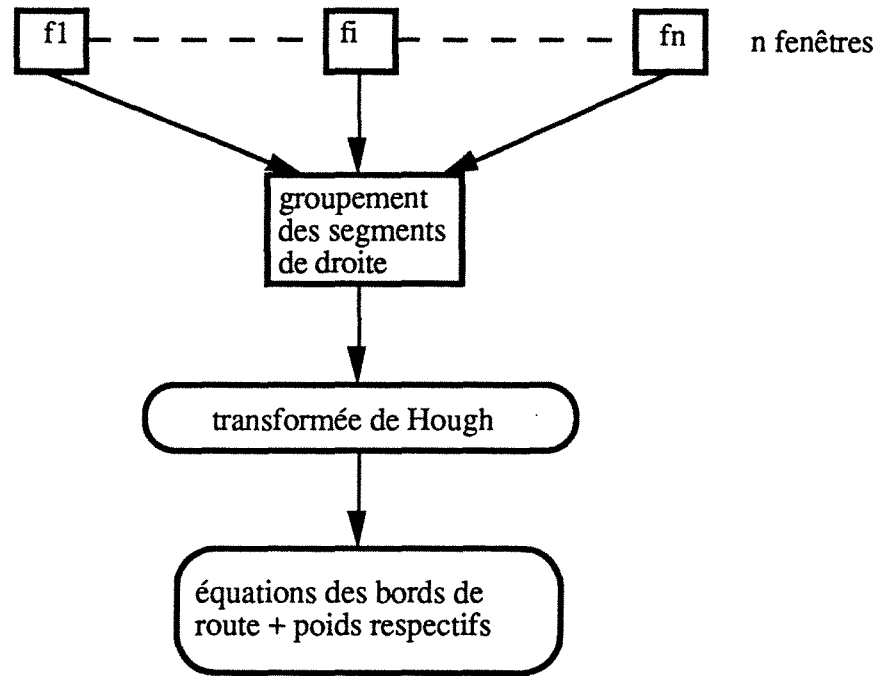 f1 fi fn n fenêtres
groupement
des segments
de droite
transformée de Hough
équations des bords de
route + poids respectifs